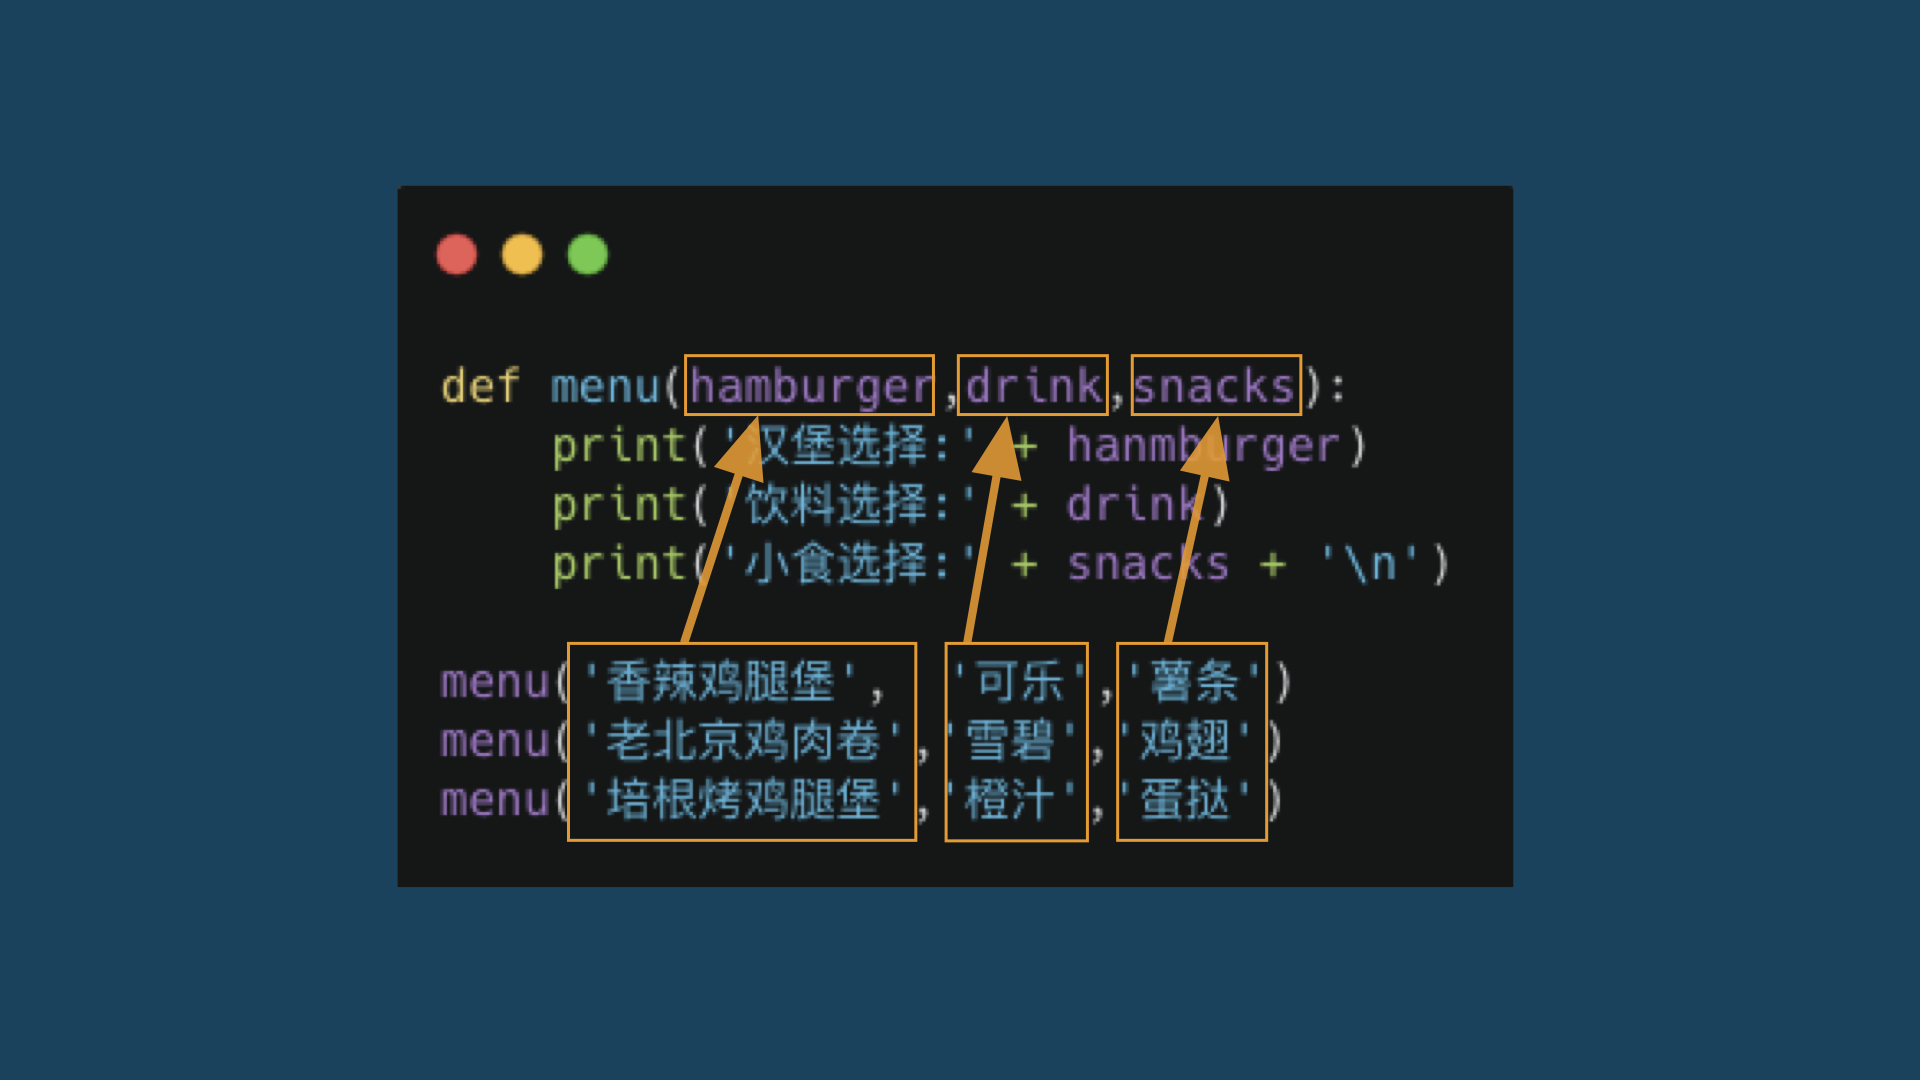 def menu(hamburger ,drink,snacks):
print('汉堡选择:' + hanmburger)
print('饮料选择:' + drink)
print('小食选择:' + snacks + '\n')
menu('香辣鸡腿堡', '可乐','薯条')
menu('老北京鸡肉卷','雪碧','鸡翅')
menu('培根烤鸡腿堡','橙汁','蛋挞')